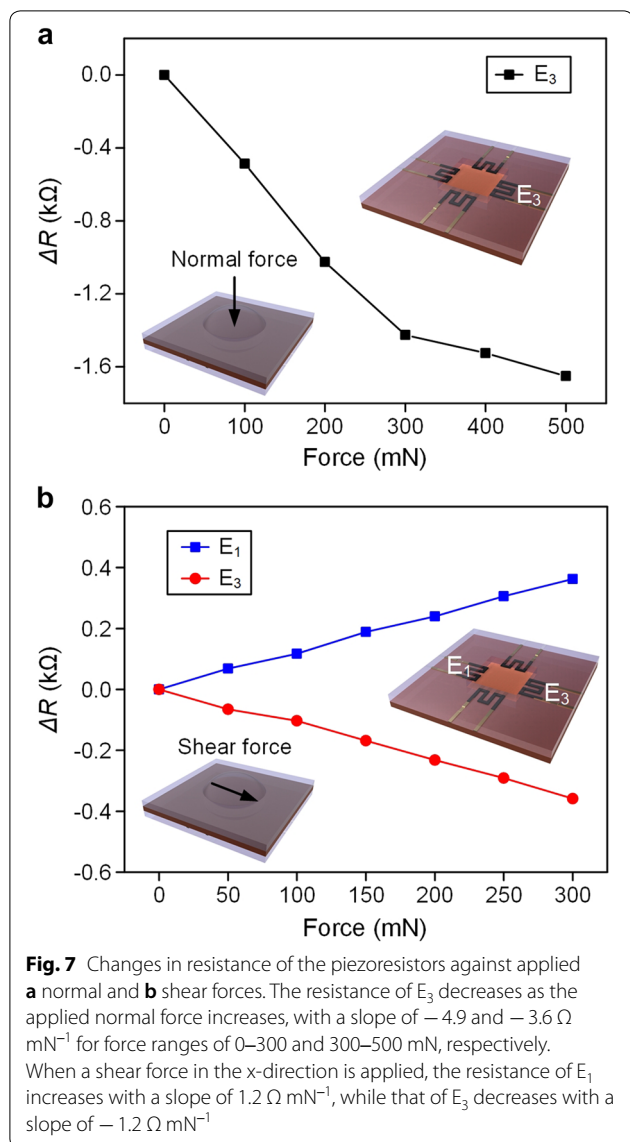 a
E₃
0.0
-0.4
-0.8
-1.2
-1.6
ΔR (kΩ)
E₃
Normal force
0 100 200 300 400 500
Force (mN)
b
E₁
E₃
0.6
0.4
0.2
0.0
-0.2
-0.4
-0.6
ΔR (kΩ)
E₁
E₃
Shear force
0 50 100 150 200 250 300
Force (mN)
Fig. 7 Changes in resistance of the piezoresistors against applied
a normal and b shear forces. The resistance of E₃ decreases as the
applied normal force increases, with a slope of − 4.9 and − 3.6 Ω
mN⁻¹ for force ranges of 0–300 and 300–500 mN, respectively.
When a shear force in the x-direction is applied, the resistance of E₁
increases with a slope of 1.2 Ω mN⁻¹, while that of E₃ decreases with a
slope of − 1.2 Ω mN⁻¹